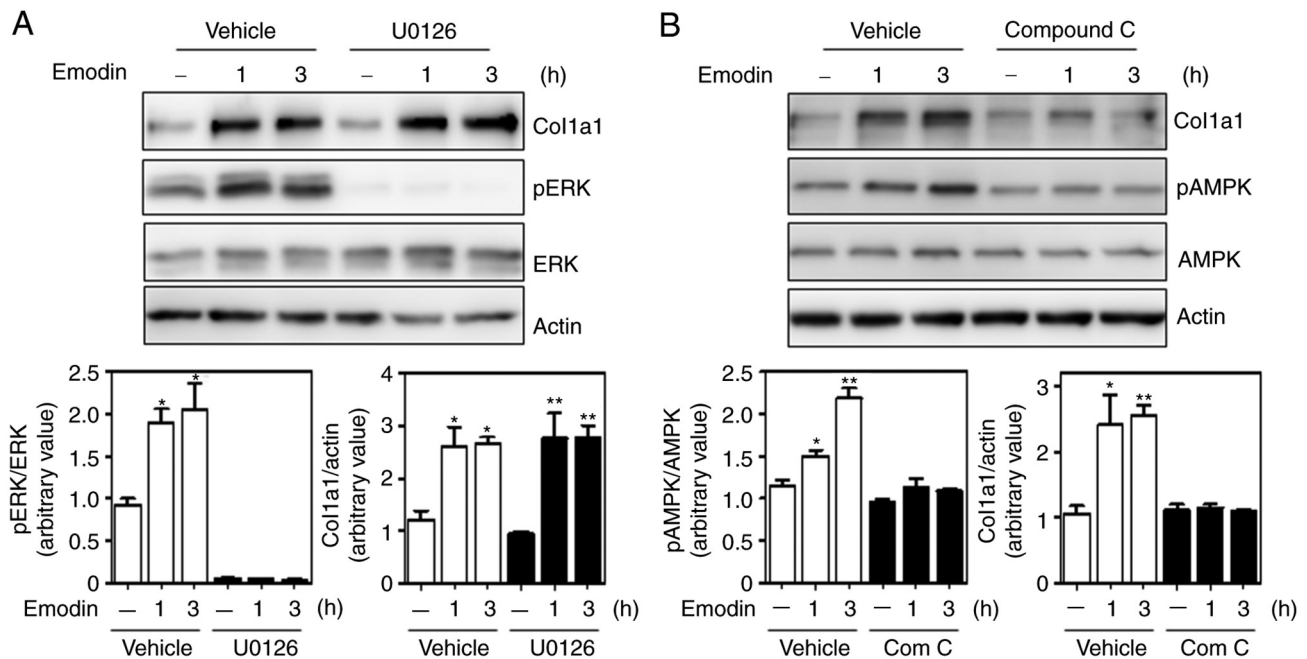 A
Vehicle U0126
Emodin – 1 3 1 3 (h)
– 
Col1a1
pERK
ERK
Actin
pERK/ERK
(arbitrary value)
2.5
2.0
1.5
1.0
0.5
0
* *
Emodin — 1 3 — 1 3 (h)
Vehicle U0126
Col1a1/actin
(arbitrary value)
4
3
2
1
0
* * ** **
— 1 3 — 1 3 (h)
Vehicle U0126
B
Vehicle Compound C
Emodin – 1 3 – 1 3 (h)
Col1a1
pAMPK
AMPK
Actin
pAMPK/AMPK
(arbitrary value)
2.5
2.0
1.5
1.0
0.5
0
* **
Emodin — 1 3 — 1 3
Vehicle Com C
Col1a1/actin
(arbitrary value)
3
2
1
0
* **
— 1 3 — 1 3 (h)
Vehicle Com C